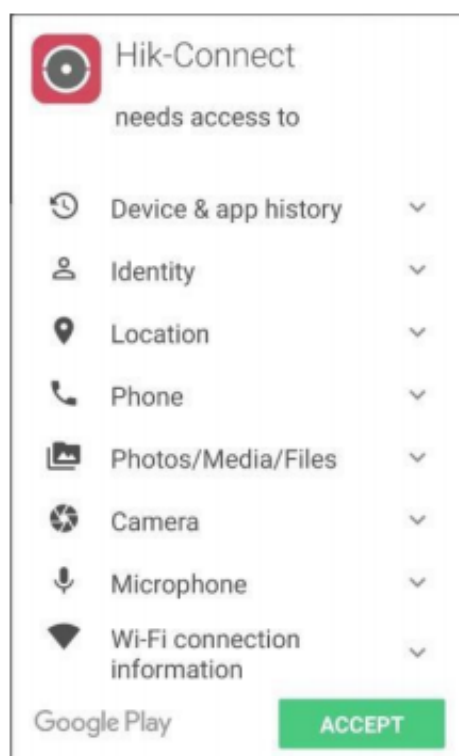 Hik-Connect
needs access to
Device & app history
Identity
Location
Phone
Photos/Media/Files
Camera
Microphone
Wi-Fi connection
information
Google Play
ACCEPT